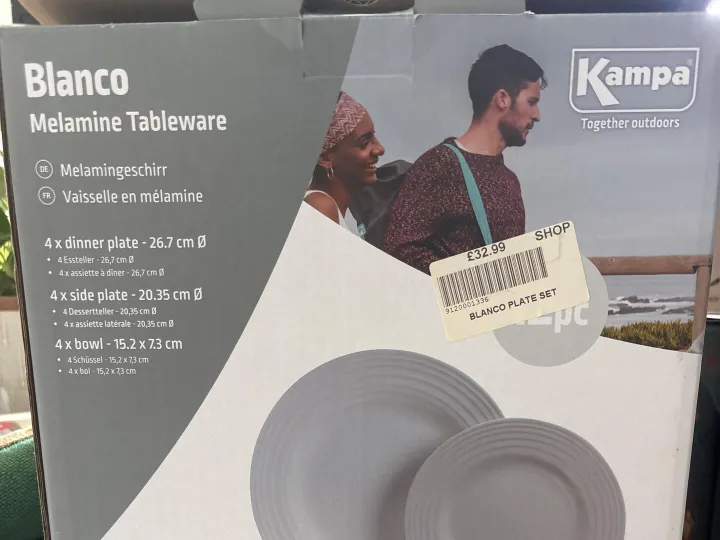 Blanco
Melamine Tableware
DE Melamingeschirr
FR Vaisselle en mélamine
4 x dinner plate - 26.7 cm Ø
• 4 Essteller - 26,7 cm Ø
• 4 x assiette à dîner - 26,7 cm Ø
4 x side plate - 20.35 cm Ø
• 4 Dessertteller - 20,35 cm Ø
• 4 x assiette latérale - 20,35 cm Ø
4 x bowl - 15.2 x 7.3 cm
• 4 Schüssel - 15,2 x 7,3 cm
• 4 x bol - 15,2 x 7,3 cm
Kampa
Together outdoors
£32.99 SHOP
9120001336
BLANCO PLATE SET
pc